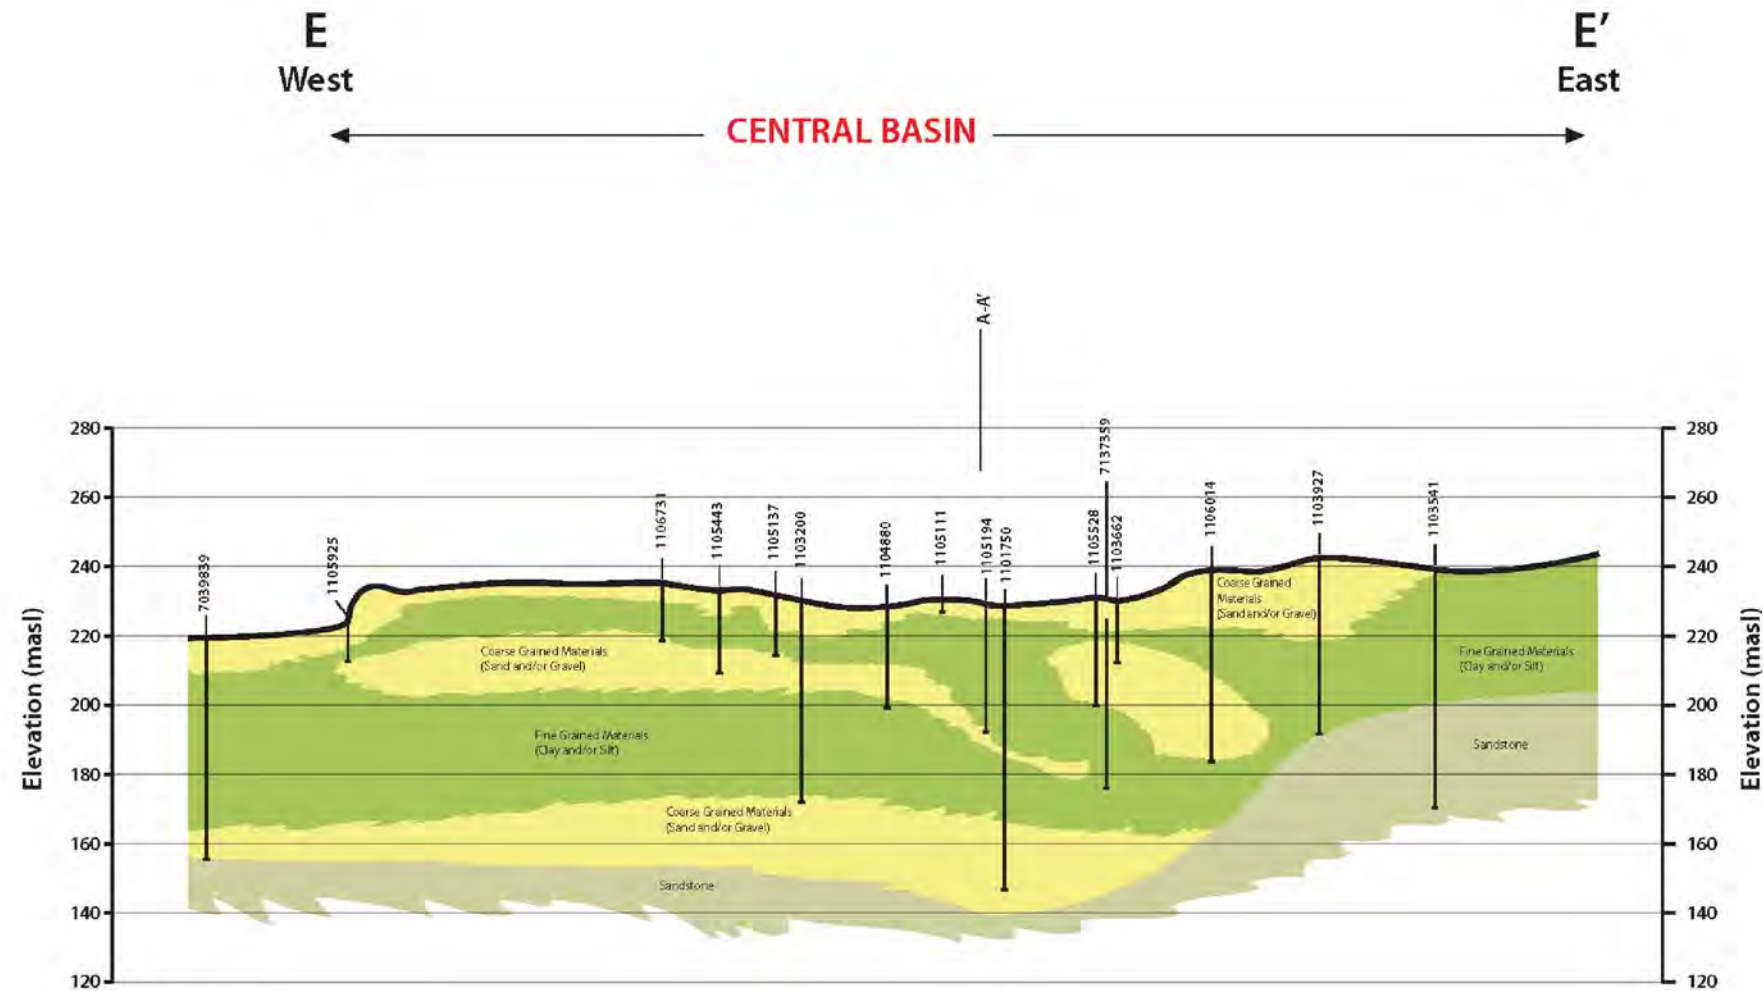 E
West
E'
East
CENTRAL BASIN
A-A'
280
260
240
220
200
180
160
140
120
Elevation (masl)
7039839
1105925
1106731
1105443
1105137
1103200
1104880
1105111
1105194
1101750
1105528
7137359
1103662
1106014
1103927
1103541
Coarse Grained
Materials
(Sand and/or Gravel)
Coarse Grained Materials
(Sand and/or Gravel)
Fine Grained Materials
(Clay and/or Silt)
Fine Grained Materials
(Clay and/or Silt)
Sandstone
Coarse Grained Materials
(Sand and/or Gravel)
Sandstone
280
260
240
220
200
180
160
140
120
Elevation (masl)